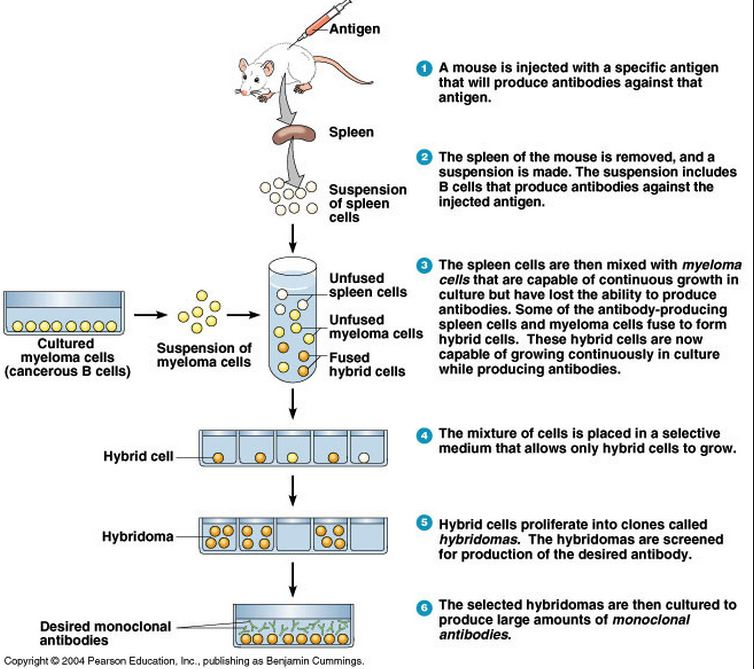 Antigen
1 A mouse is injected with a specific antigen
that will produce antibodies against that
antigen.
Spleen
2 The spleen of the mouse is removed, and a
suspension is made. The suspension includes
B cells that produce antibodies against the
injected antigen.
Suspension
of spleen
cells
3 The spleen cells are then mixed with myeloma
cells that are capable of continuous growth in
culture but have lost the ability to produce
antibodies. Some of the antibody-producing
spleen cells and myeloma cells fuse to form
hybrid cells. These hybrid cells are now
capable of growing continuously in culture
while producing antibodies.
Unfused
spleen cells
Unfused
myeloma cells
Fused
hybrid cells
Cultured
myeloma cells
(cancerous B cells)
Suspension of
myeloma cells
4 The mixture of cells is placed in a selective
medium that allows only hybrid cells to grow.
Hybrid cell
5 Hybrid cells proliferate into clones called
hybridomas. The hybridomas are screened
for production of the desired antibody.
Hybridoma
6 The selected hybridomas are then cultured to
produce large amounts of monoclonal
antibodies.
Desired monoclonal
antibodies
Copyright © 2004 Pearson Education, Inc., publishing as Benjamin Cummings.